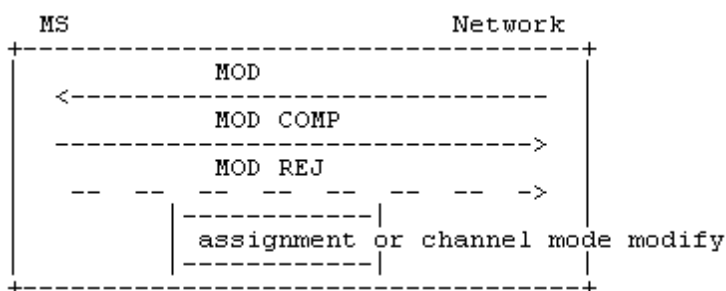 MS Network
MOD
MOD COMP
MOD REJ
assignment or channel mode modify